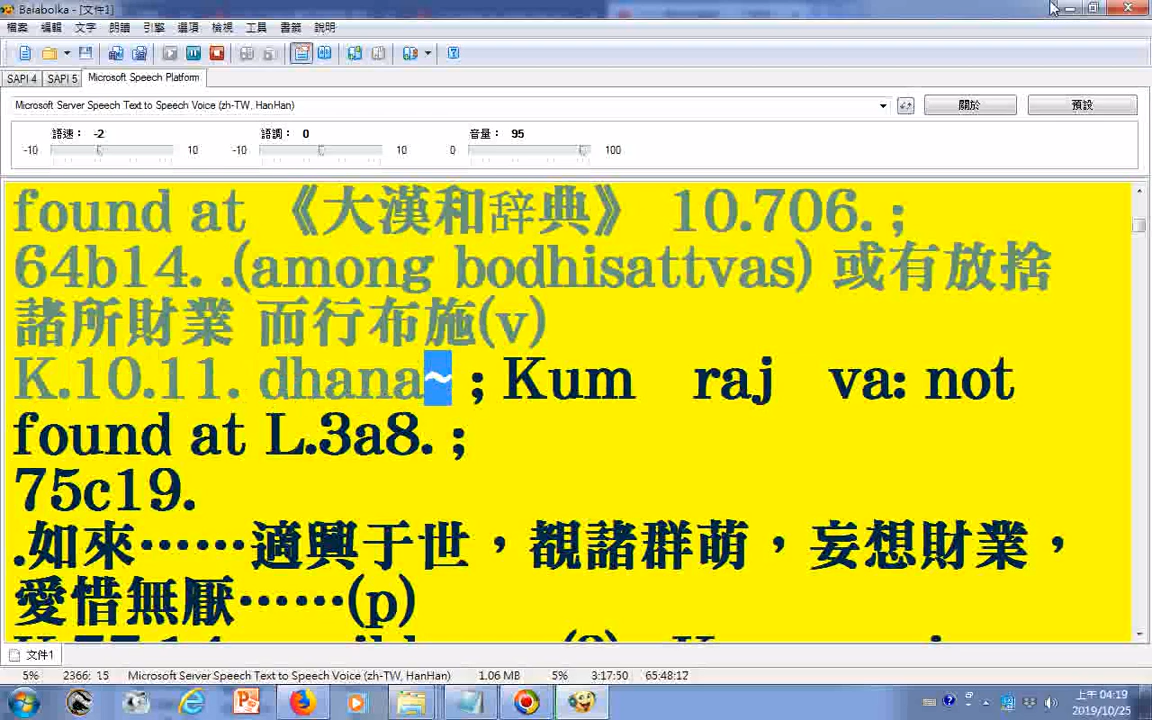 Balabolka - [文件1]
檔案 編輯 文字 朗讀 引擎 選項 檢視 工具 書籤 說明
SAPI 4 SAPI 5 Microsoft Speech Platform
Microsoft Server Speech Text to Speech Voice (zh-TW, HanHan) 關於 預設
語速： -2 語調： 0 音量： 95
-10 10 -10 10 0 100
found at 《大漢和辞典》 10.706. ;
64b14. .(among bodhisattvas) 或有放捨
諸所財業 而行布施(v)
K.10.11. dhana~ ; Kum raj va: not
found at L.3a8. ;
75c19.
.如來……適興于世，覩諸群萌，妄想財業，
愛惜無厭……(p)
文件1
5% 2366: 15 Microsoft Server Speech Text to Speech Voice (zh-TW, HanHan) 1.06 MB 5% 3:17:50 65:48:12
上午 04:19
2019/10/25